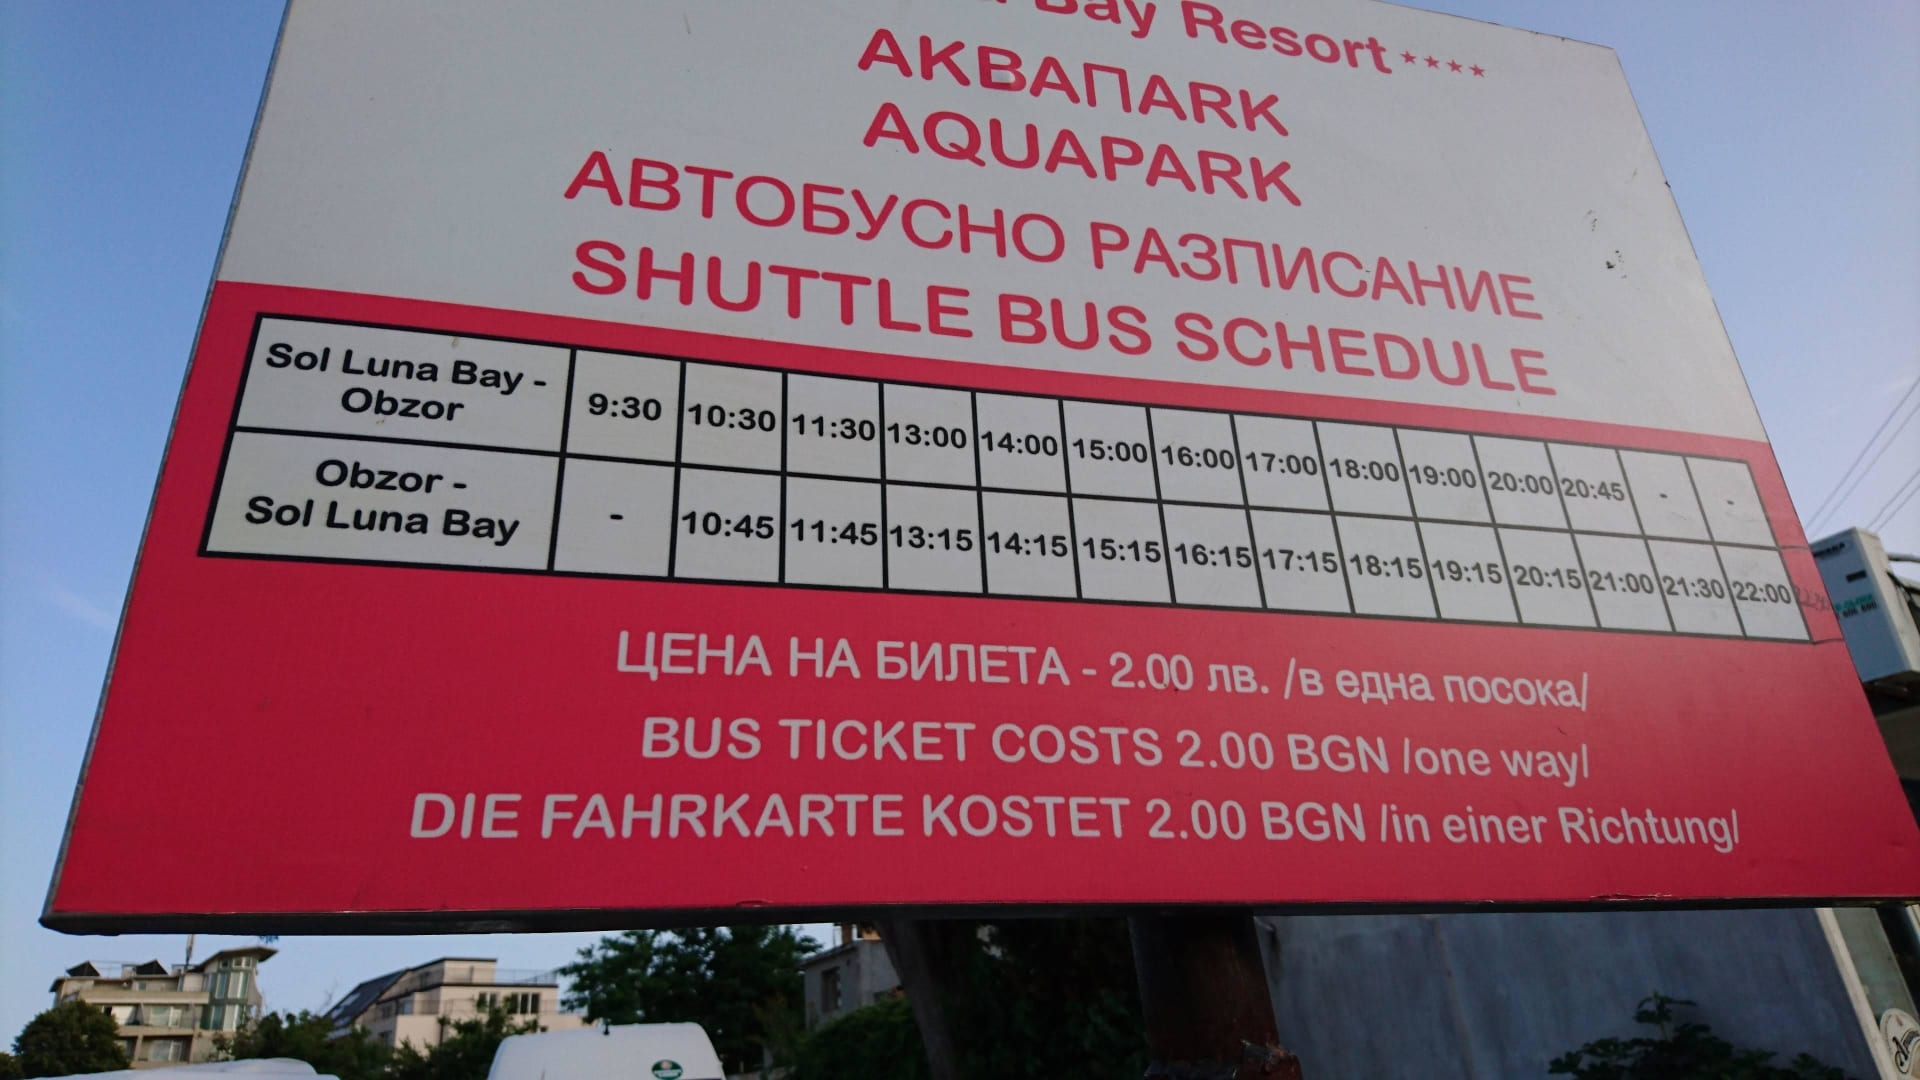 Bay Resort ****
АКВАПАRK
AQUAPARK
АВТОБУСНО РАЗПИСАНИЕ
SHUTTLE BUS SCHEDULE
Sol Luna Bay -
Obzor
9:30 10:30 11:30 13:00 14:00 15:00 16:00 17:00 18:00 19:00 20:00 20:45 - -
Obzor -
Sol Luna Bay
- 10:45 11:45 13:15 14:15 15:15 16:15 17:15 18:15 19:15 20:15 21:00 21:30 22:00
ЦЕНА НА БИЛЕТА - 2.00 лв. /в една посока/
BUS TICKET COSTS 2.00 BGN /one way/
DIE FAHRKARTE KOSTET 2.00 BGN /in einer Richtung/